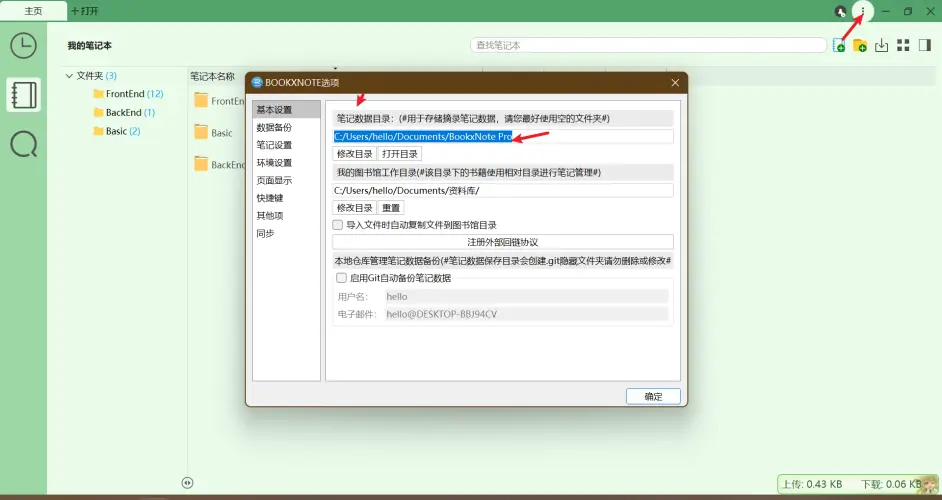 主页
+ 打开
我的笔记本
查找笔记本
文件夹 (3)
FrontEnd (12)
BackEnd (1)
Basic (2)
笔记本名称
FrontEn
Basic
BackEnd
BOOKXNOTE选项
基本设置
数据备份
笔记设置
环境设置
页面显示
快捷键
其他项
同步
笔记数据目录：(#用于存储摘录笔记数据，请您最好使用空的文件夹#)
C:/Users/hello/Documents/BookxNote Pro
修改目录
打开目录
我的图书馆工作目录(#该目录下的书籍使用相对目录进行笔记管理#)
C:/Users/hello/Documents/资料库/
修改目录
重置
导入文件时自动复制文件到图书馆目录
注册外部回链协议
本地仓库管理笔记数据备份(#笔记数据保存目录会创建.git隐藏文件夹请勿删除或修改#
启用Git自动备份笔记数据
用户名：
hello
电子邮件：
hello@DESKTOP-BBJ94CV
确定
上传: 0.43 KB
下载: 0.06 KB